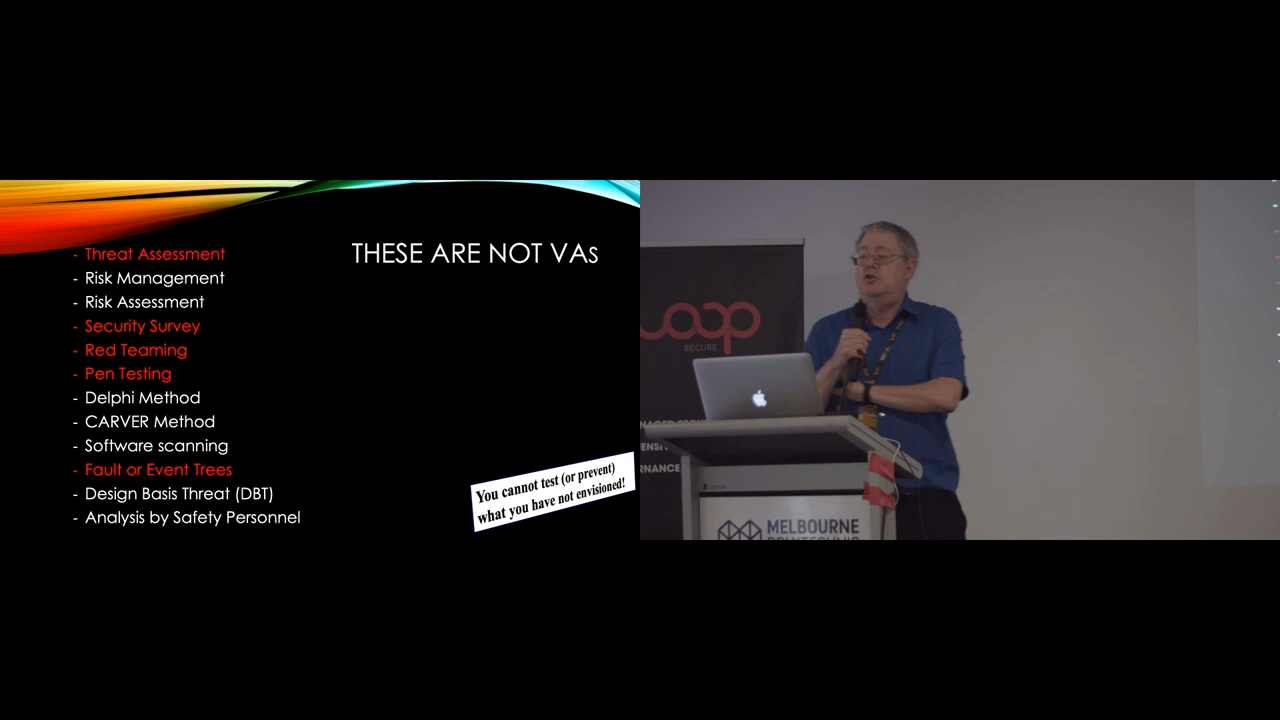 THESE ARE NOT VAs
- Threat Assessment
- Risk Management
- Risk Assessment
- Security Survey
- Red Teaming
- Pen Testing
- Delphi Method
- CARVER Method
- Software scanning
- Fault or Event Trees
- Design Basis Threat (DBT)
- Analysis by Safety Personnel
You cannot test (or prevent)
what you have not envisioned!
SECURE
MELBOURNE
POLYTECHNIC